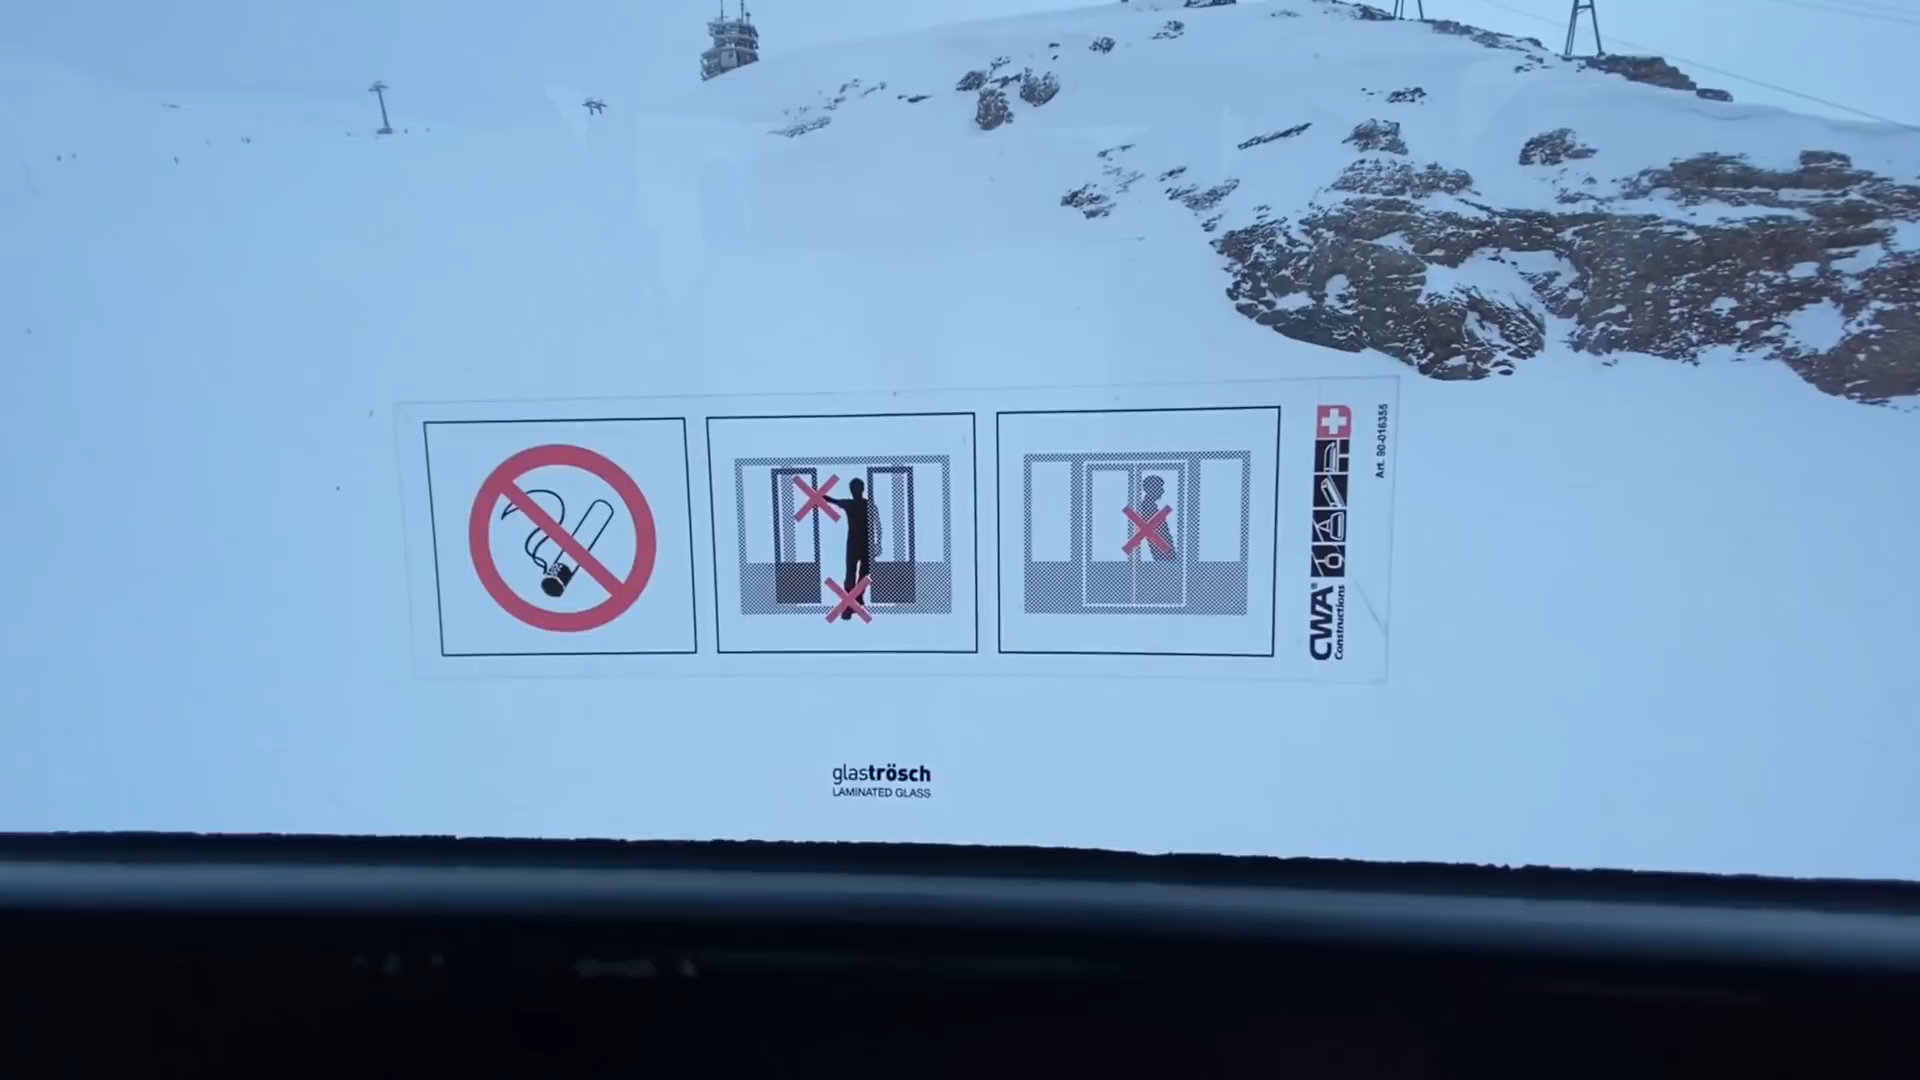 CWA®
Constructions
Art. 90-016355
glaströsch
LAMINATED GLASS